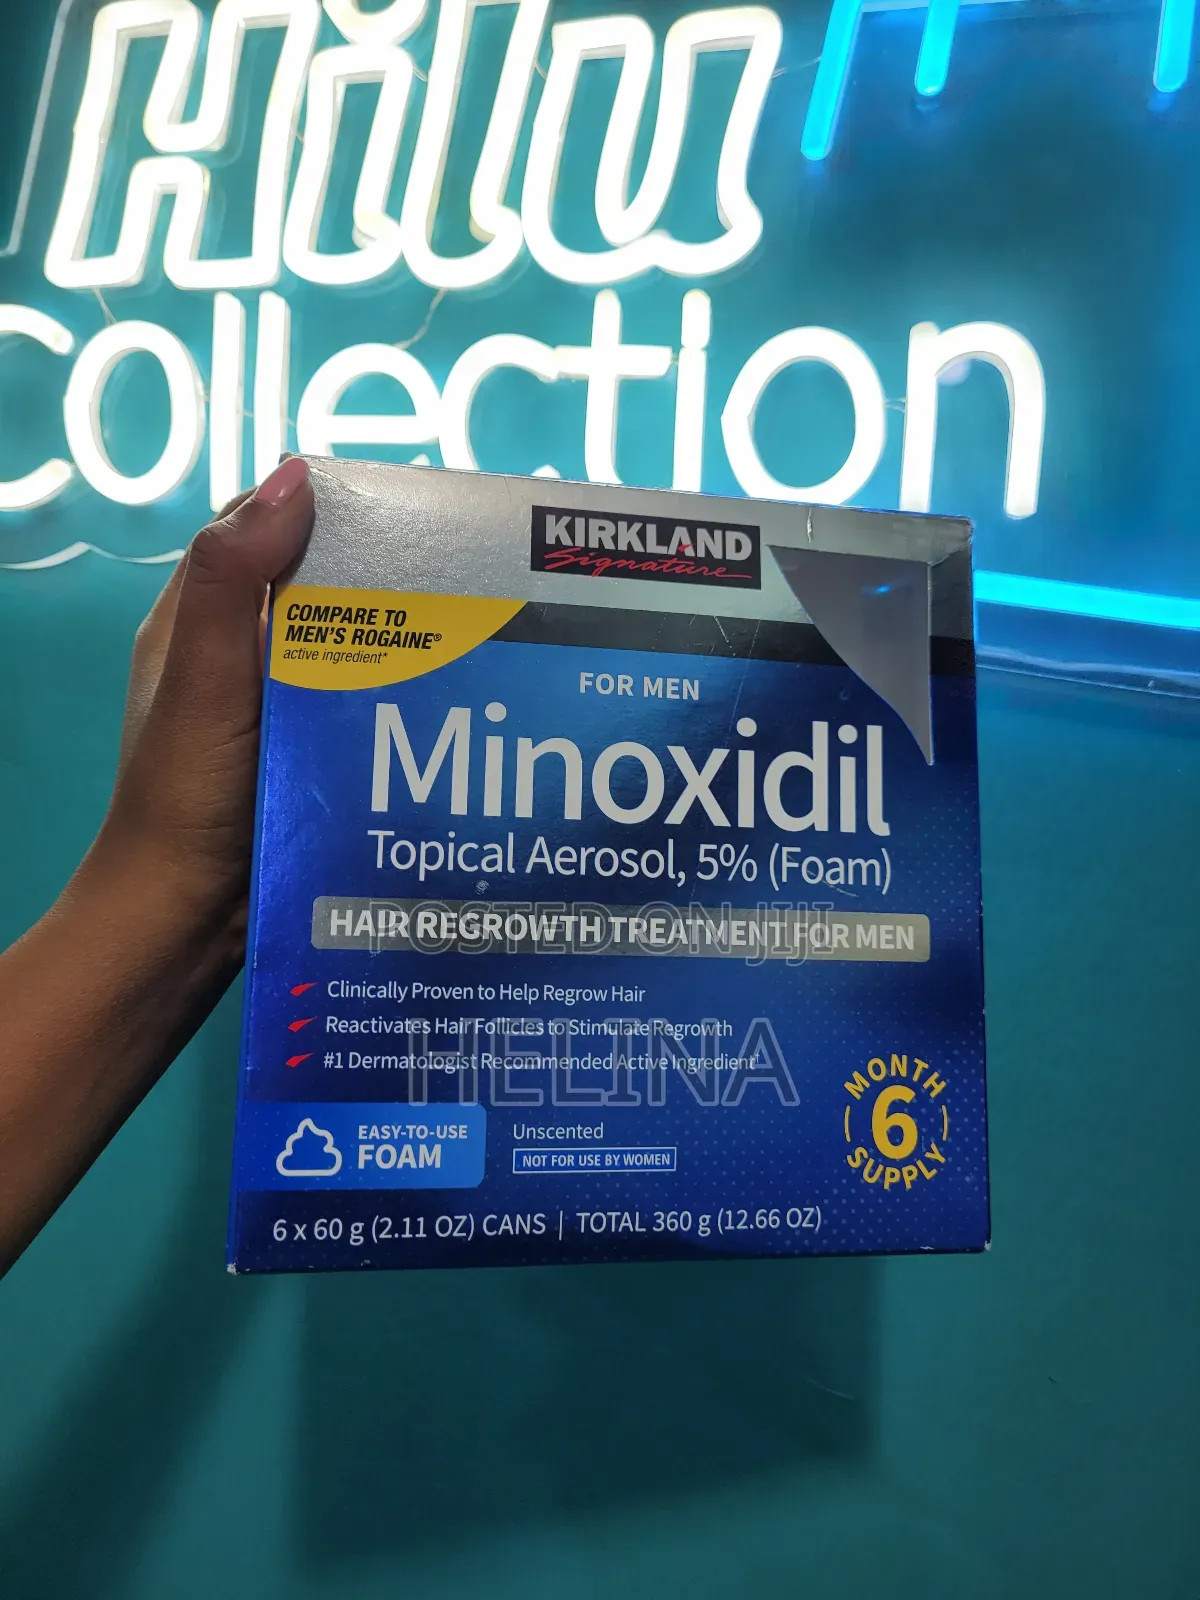 Hilu
Collection
KIRKLAND
Signature
COMPARE TO
MEN'S ROGAINE®
active ingredient*
FOR MEN
Minoxidil
Topical Aerosol, 5% (Foam)
HAIR REGROWTH TREATMENT FOR MEN
POSTED ON JIJI
Clinically Proven to Help Regrow Hair
Reactivates Hair Follicles to Stimulate Regrowth
#1 Dermatologist Recommended Active Ingredient†
HELINA
EASY-TO-USE
FOAM
Unscented
NOT FOR USE BY WOMEN
6 MONTH SUPPLY
6 x 60 g (2.11 OZ) CANS | TOTAL 360 g (12.66 OZ)